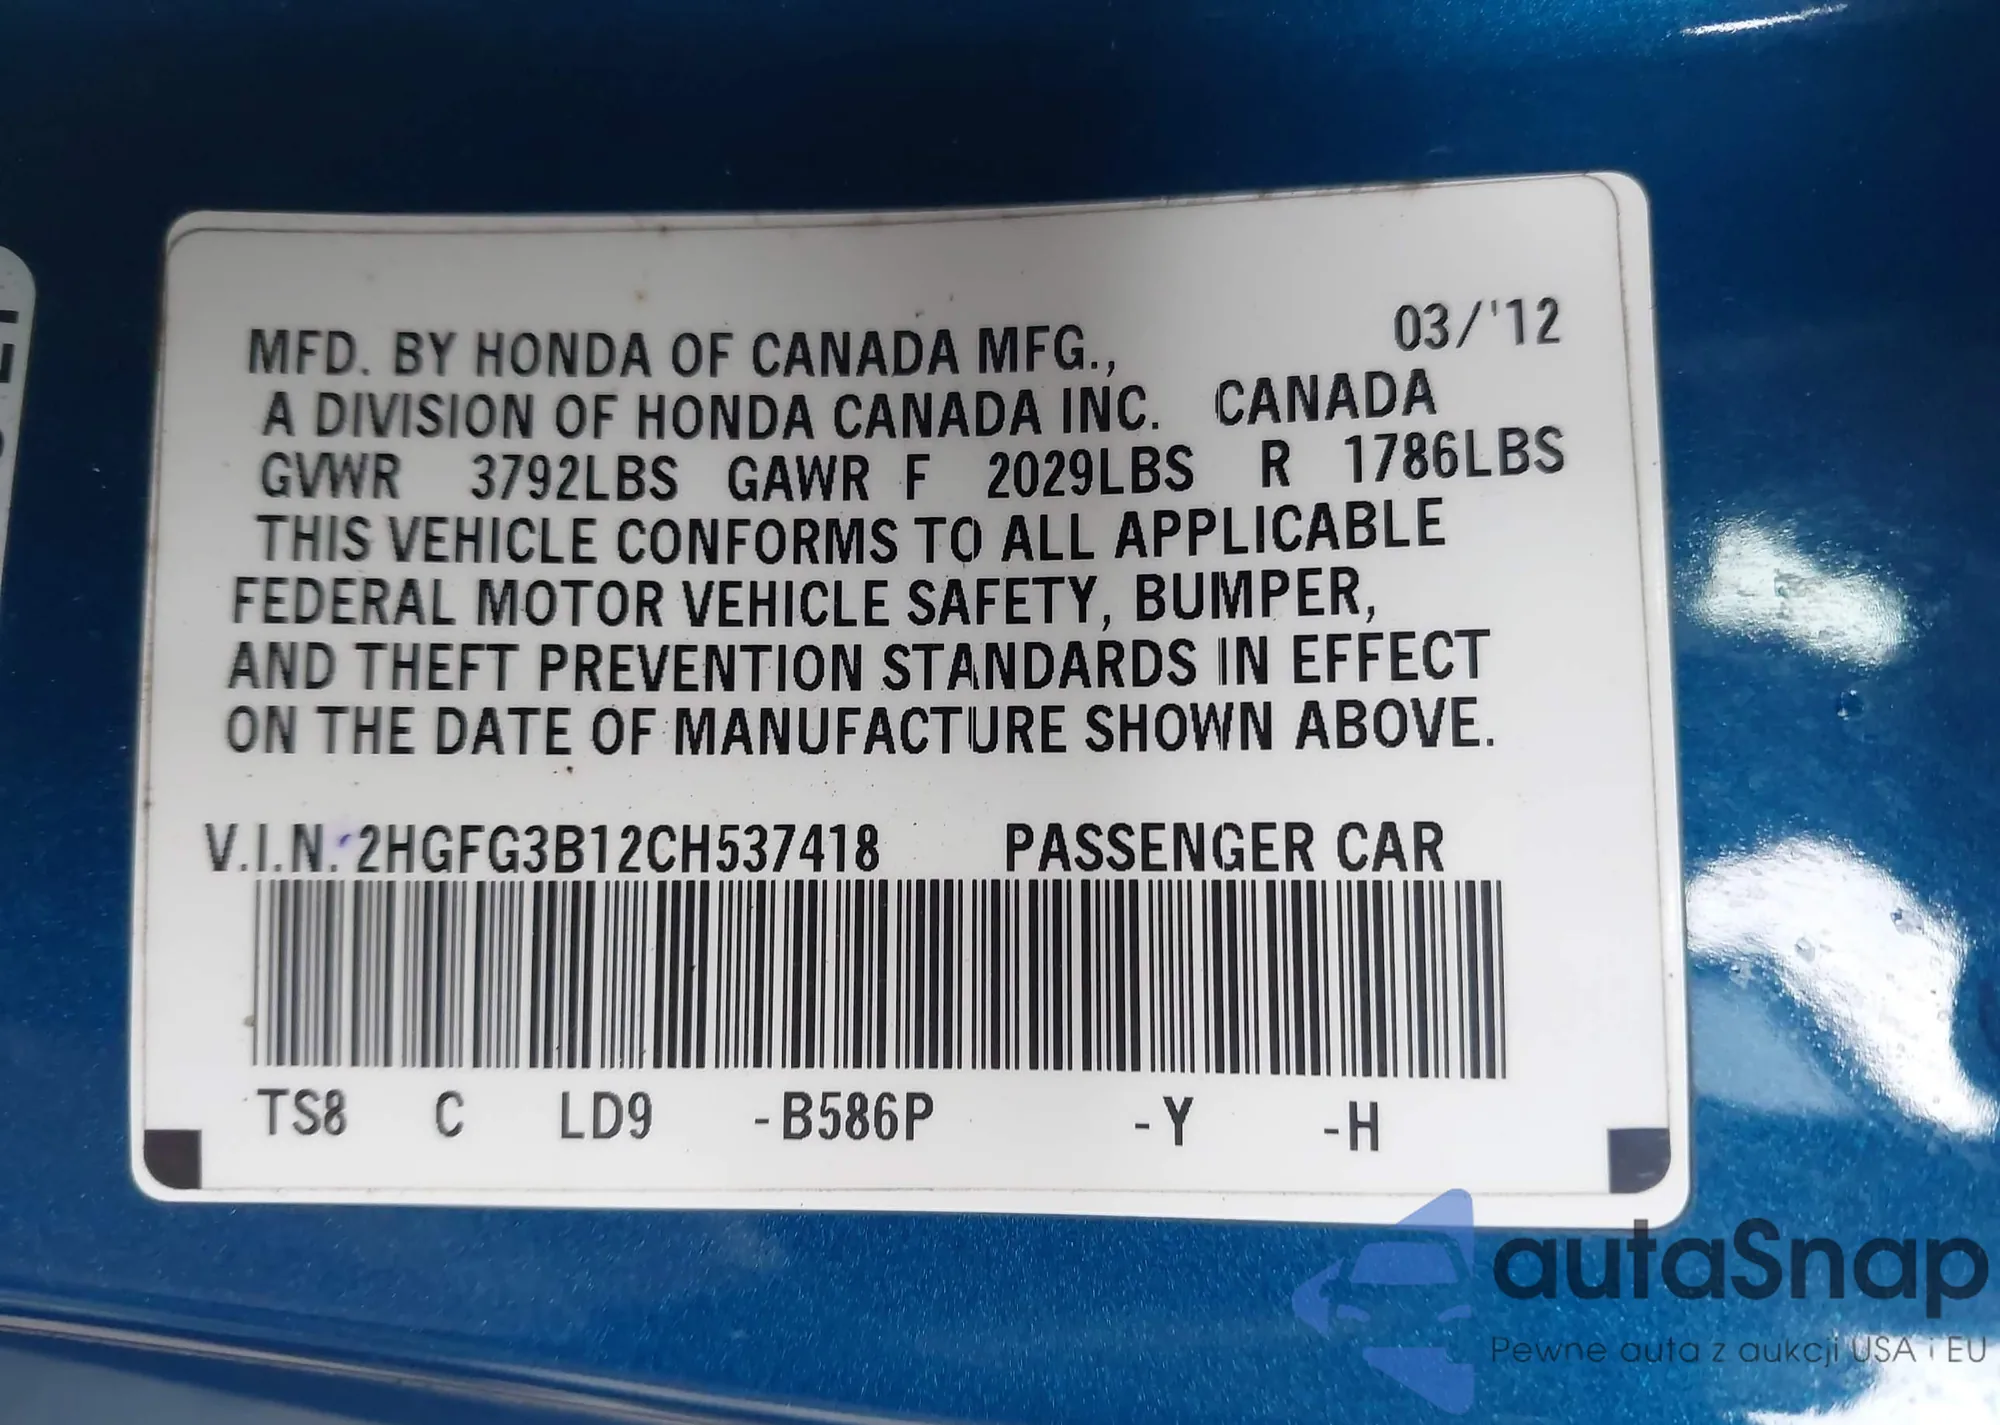 03/'12
MFD. BY HONDA OF CANADA MFG.,
A DIVISION OF HONDA CANADA INC. CANADA
GVWR 3792LBS GAWR F 2029LBS R 1786LBS
THIS VEHICLE CONFORMS TO ALL APPLICABLE
FEDERAL MOTOR VEHICLE SAFETY, BUMPER,
AND THEFT PREVENTION STANDARDS IN EFFECT
ON THE DATE OF MANUFACTURE SHOWN ABOVE.
V.I.N. 2HGFG3B12CH537418 PASSENGER CAR
TS8 C LD9 -B586P -Y -H
autaSnap
Pewne auta z aukcji USA i EU